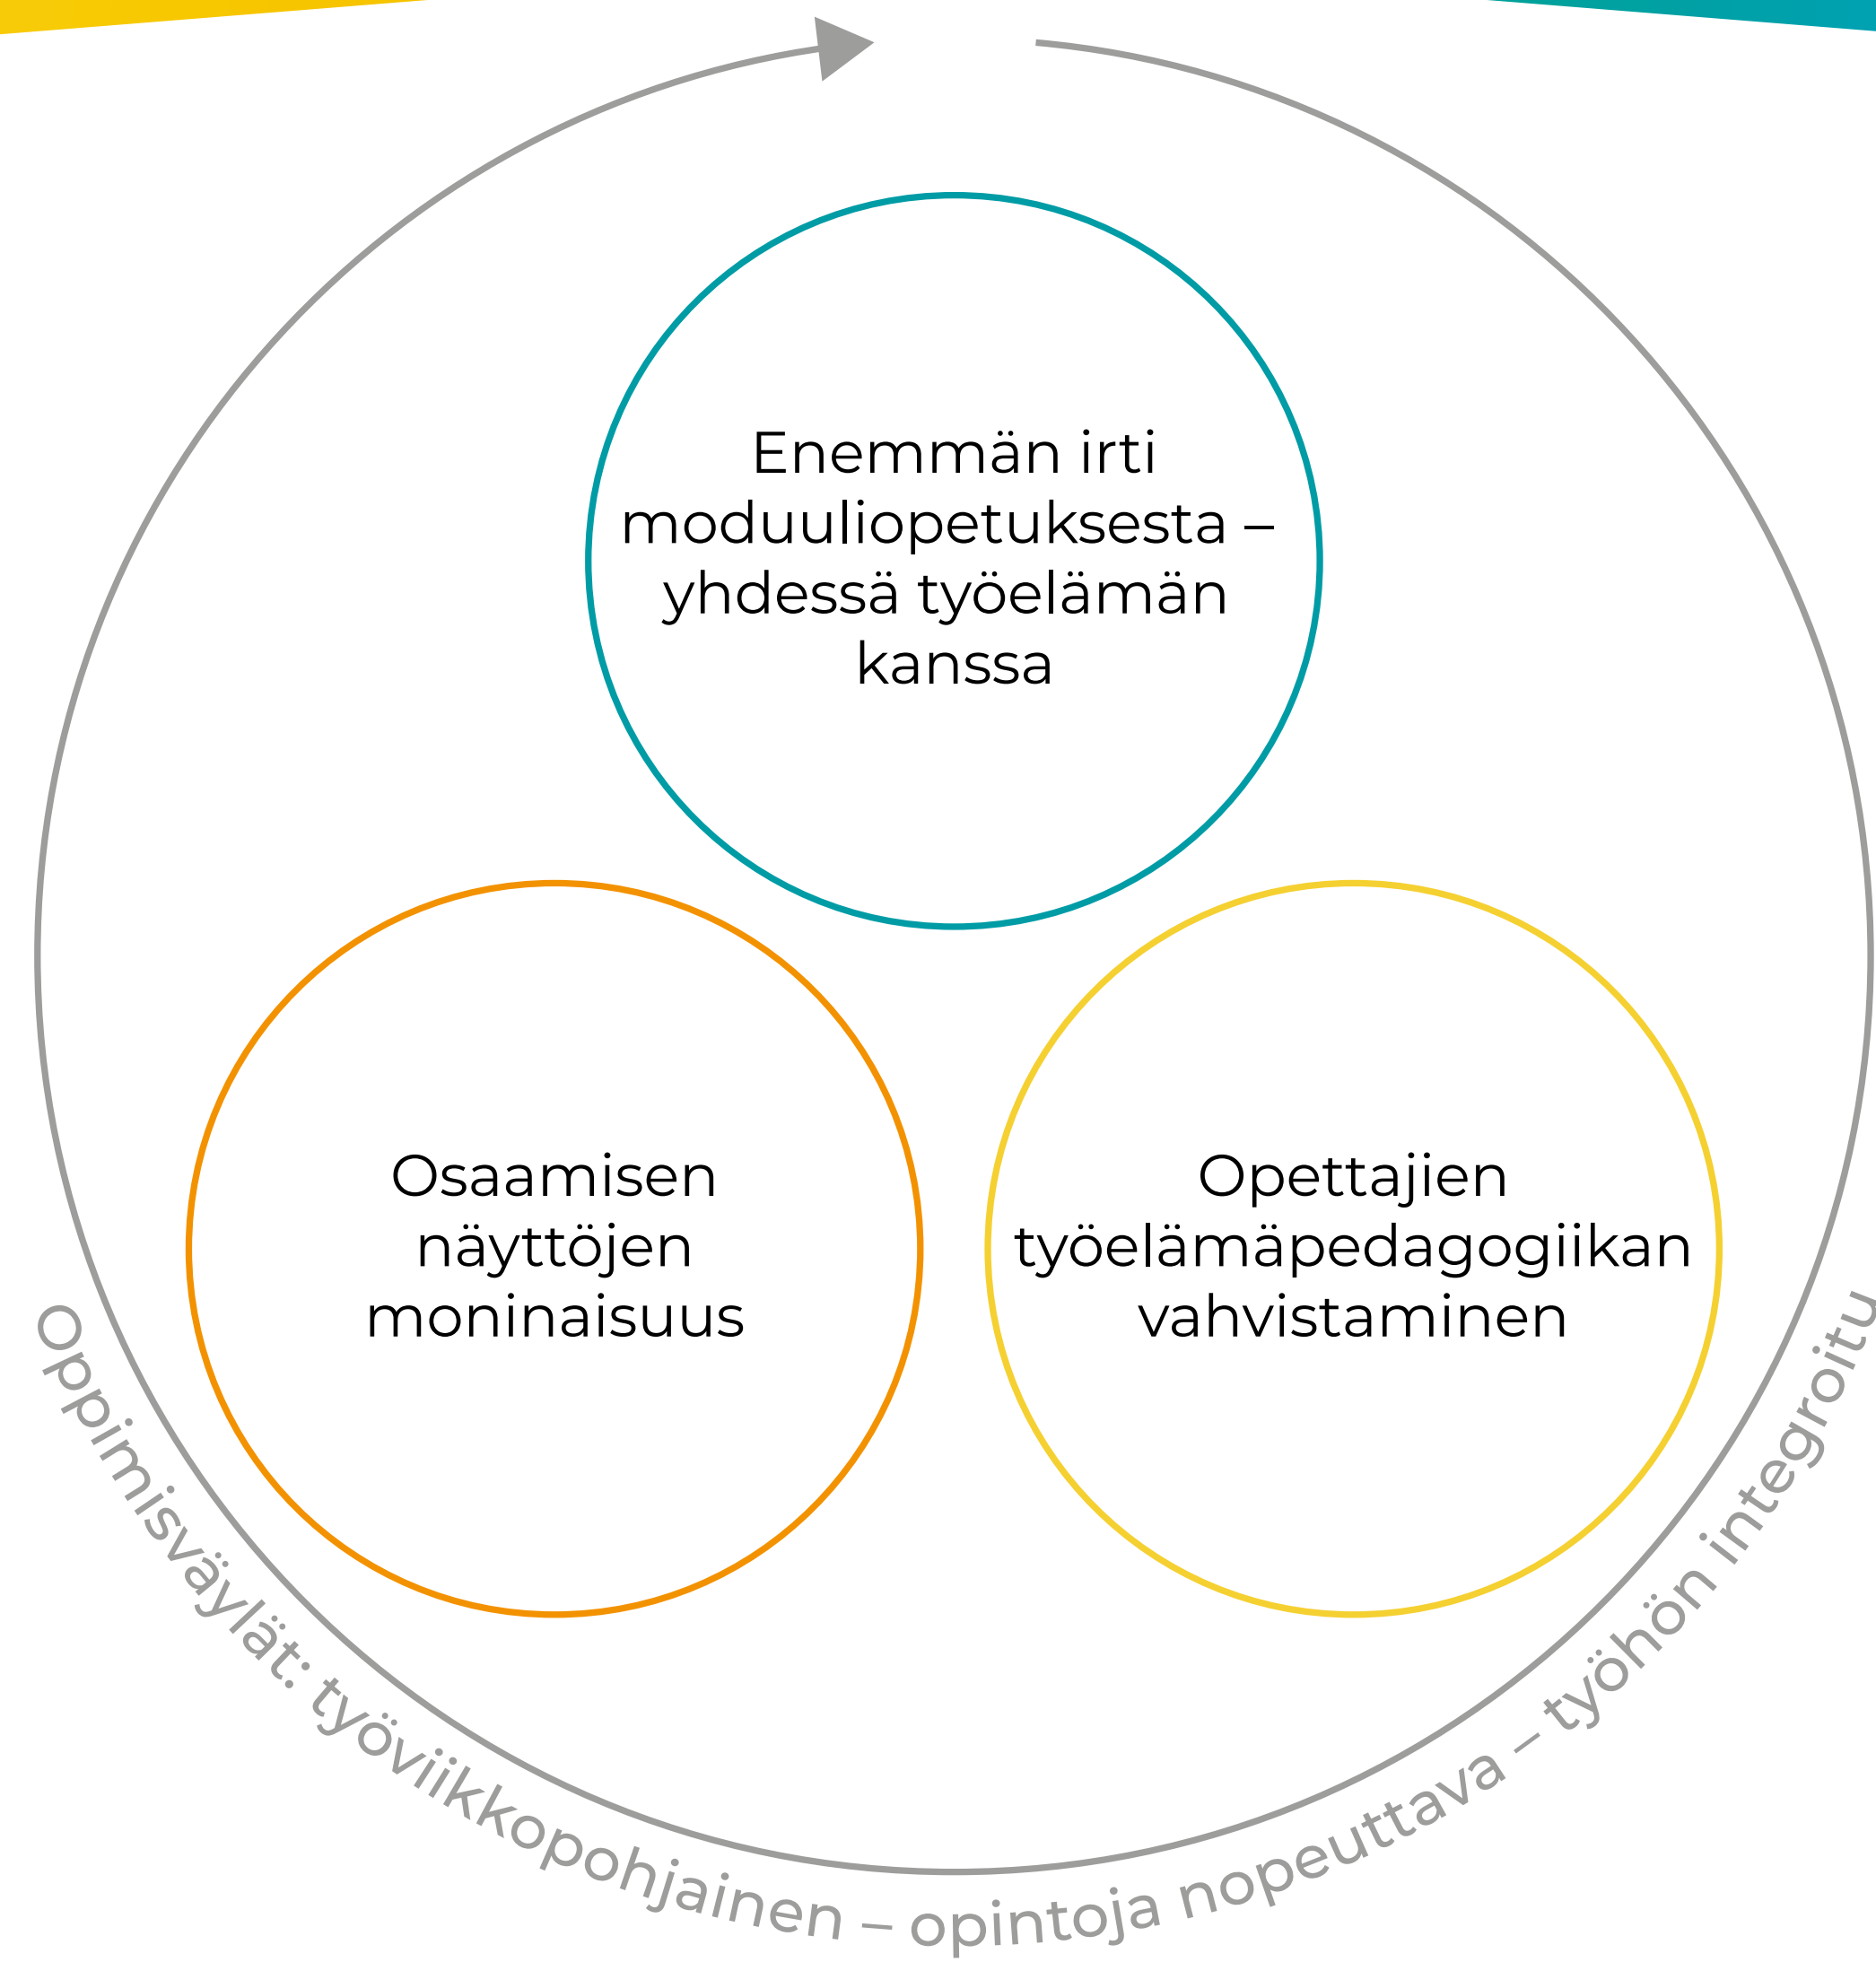 Enemmän irti
moduuliopetuksesta –
yhdessä työelämän
kanssa
Osaamisen
näyttöjen
moninaisuus
Opettajien
työelämäpedagogiikan
vahvistaminen
Oppimisväylät: työviikkopohjainen – opintoja nopeuttava – työhön integroitu